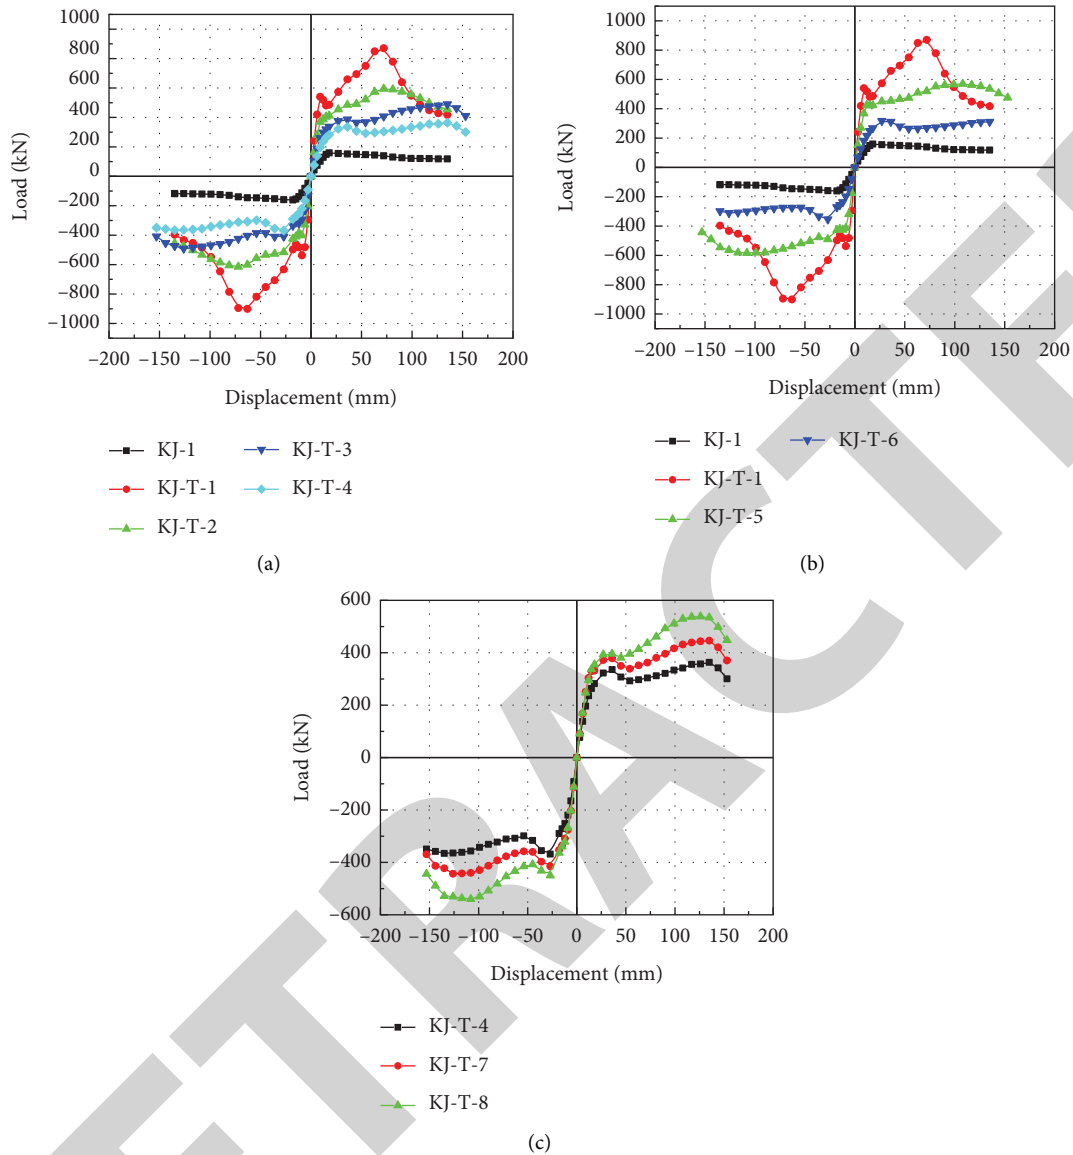 1000
800
600
400
200
0
–200
–400
–600
–800
–1000
Load (kN)
–200 –150 –100 –50 0 50 100 150 200
Displacement (mm)
KJ-1
KJ-T-1
KJ-T-2
KJ-T-3
KJ-T-4
(a)
1000
800
600
400
200
0
–200
–400
–600
–800
–1000
Load (kN)
–200 –150 –100 –50 0 50 100 150 200
Displacement (mm)
KJ-1
KJ-T-1
KJ-T-5
KJ-T-6
(b)
600
400
200
0
–200
–400
–600
Load (kN)
–200 –150 –100 –50 0 50 100 150 200
Displacement (mm)
KJ-T-4
KJ-T-7
KJ-T-8
(c)
ETRACTE